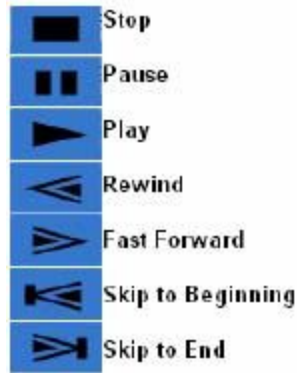 Stop
Pause
Play
Rewind
Fast Forward
Skip to Beginning
Skip to End